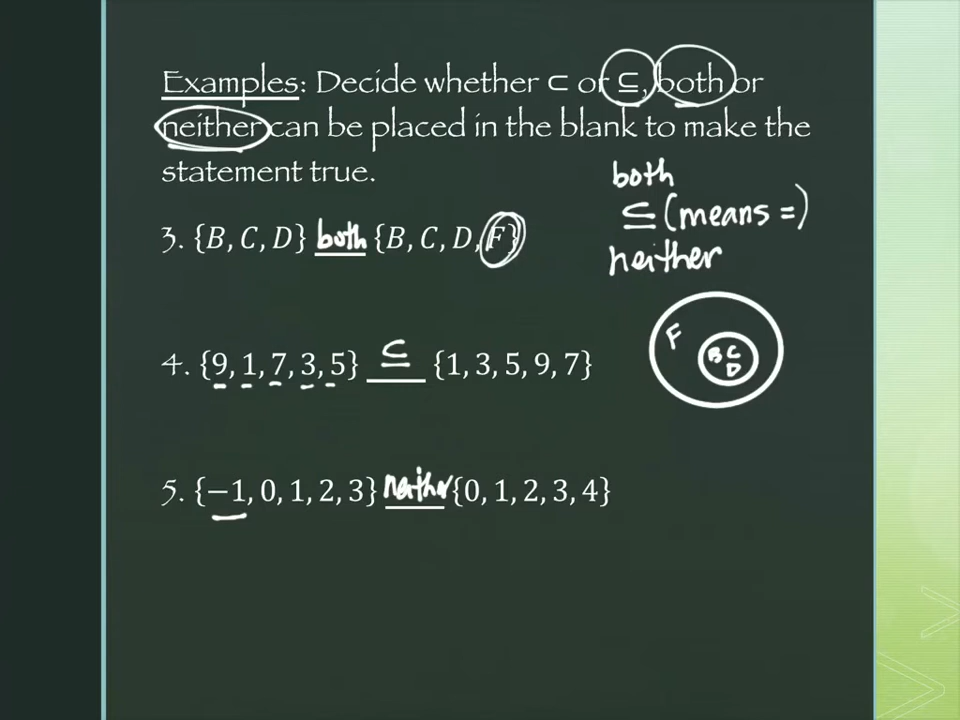 Examples: Decide whether ⊂ or ⊆, both or
neither can be placed in the blank to make the
statement true.
both
⊆ (means =)
neither
3. {B, C, D} both {B, C, D, F}
F
B C
D
4. {9, 1, 7, 3, 5} ⊆ {1, 3, 5, 9, 7}
5. {−1, 0, 1, 2, 3} neither {0, 1, 2, 3, 4}